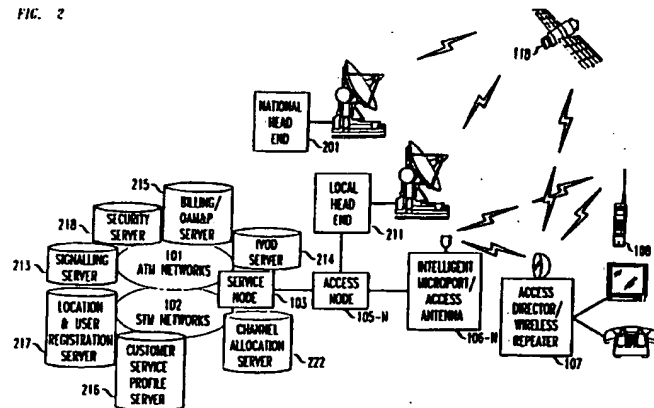 FIG. 2
118
NATIONAL
HEAD
END
201
215
BILLING/
OAM&P
SERVER
LOCAL
HEAD
END
211
218
SECURITY
SERVER
IVOD
SERVER
214
213
SIGNALLING
SERVER
101
ATM NETWORKS
SERVICE
NODE
103
ACCESS
NODE
105-N
INTELLIGENT
MICROPORT/
ACCESS
ANTENNA
106-N
108
ACCESS
DIRECTOR/
WIRELESS
REPEATER
107
102
STM NETWORKS
LOCATION
& USER
REGISTRATION
SERVER
217
CUSTOMER
SERVICE
PROFILE
SERVER
216
CHANNEL
ALLOCATION
SERVER
222